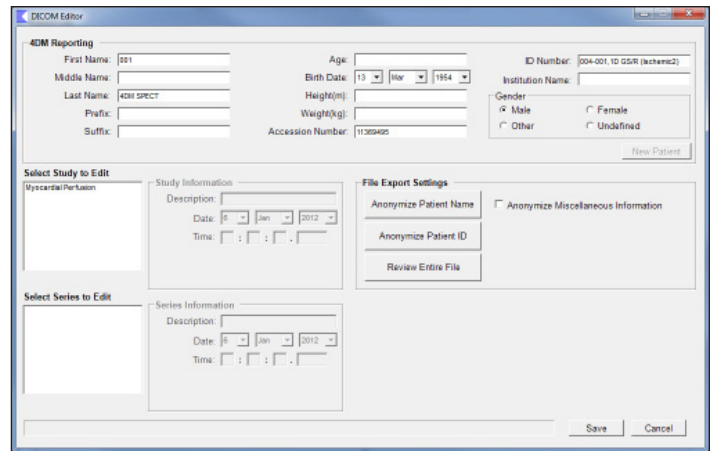 DICOM Editor
4DM Reporting
First Name: 001
Age:
ID Number: 004-001,1D GS/R (Ischemic2)
Middle Name:
Birth Date: 13 Mar 1954
Institution Name:
Last Name: 4DM SPECT
Height(m):
Gender
Male
Female
Prefix:
Weight(kg):
Other
Undefined
Suffix:
Accession Number: 11369495
New Patient
Select Study to Edit
Myocardial Perfusion
Study Information
Description:
Date: 6 Jan 2012
Time: : : .
File Export Settings
Anonymize Patient Name
Anonymize Miscellaneous Information
Anonymize Patient ID
Review Entire File
Select Series to Edit
Series Information
Description:
Date: 6 Jan 2012
Time: : : .
Save
Cancel